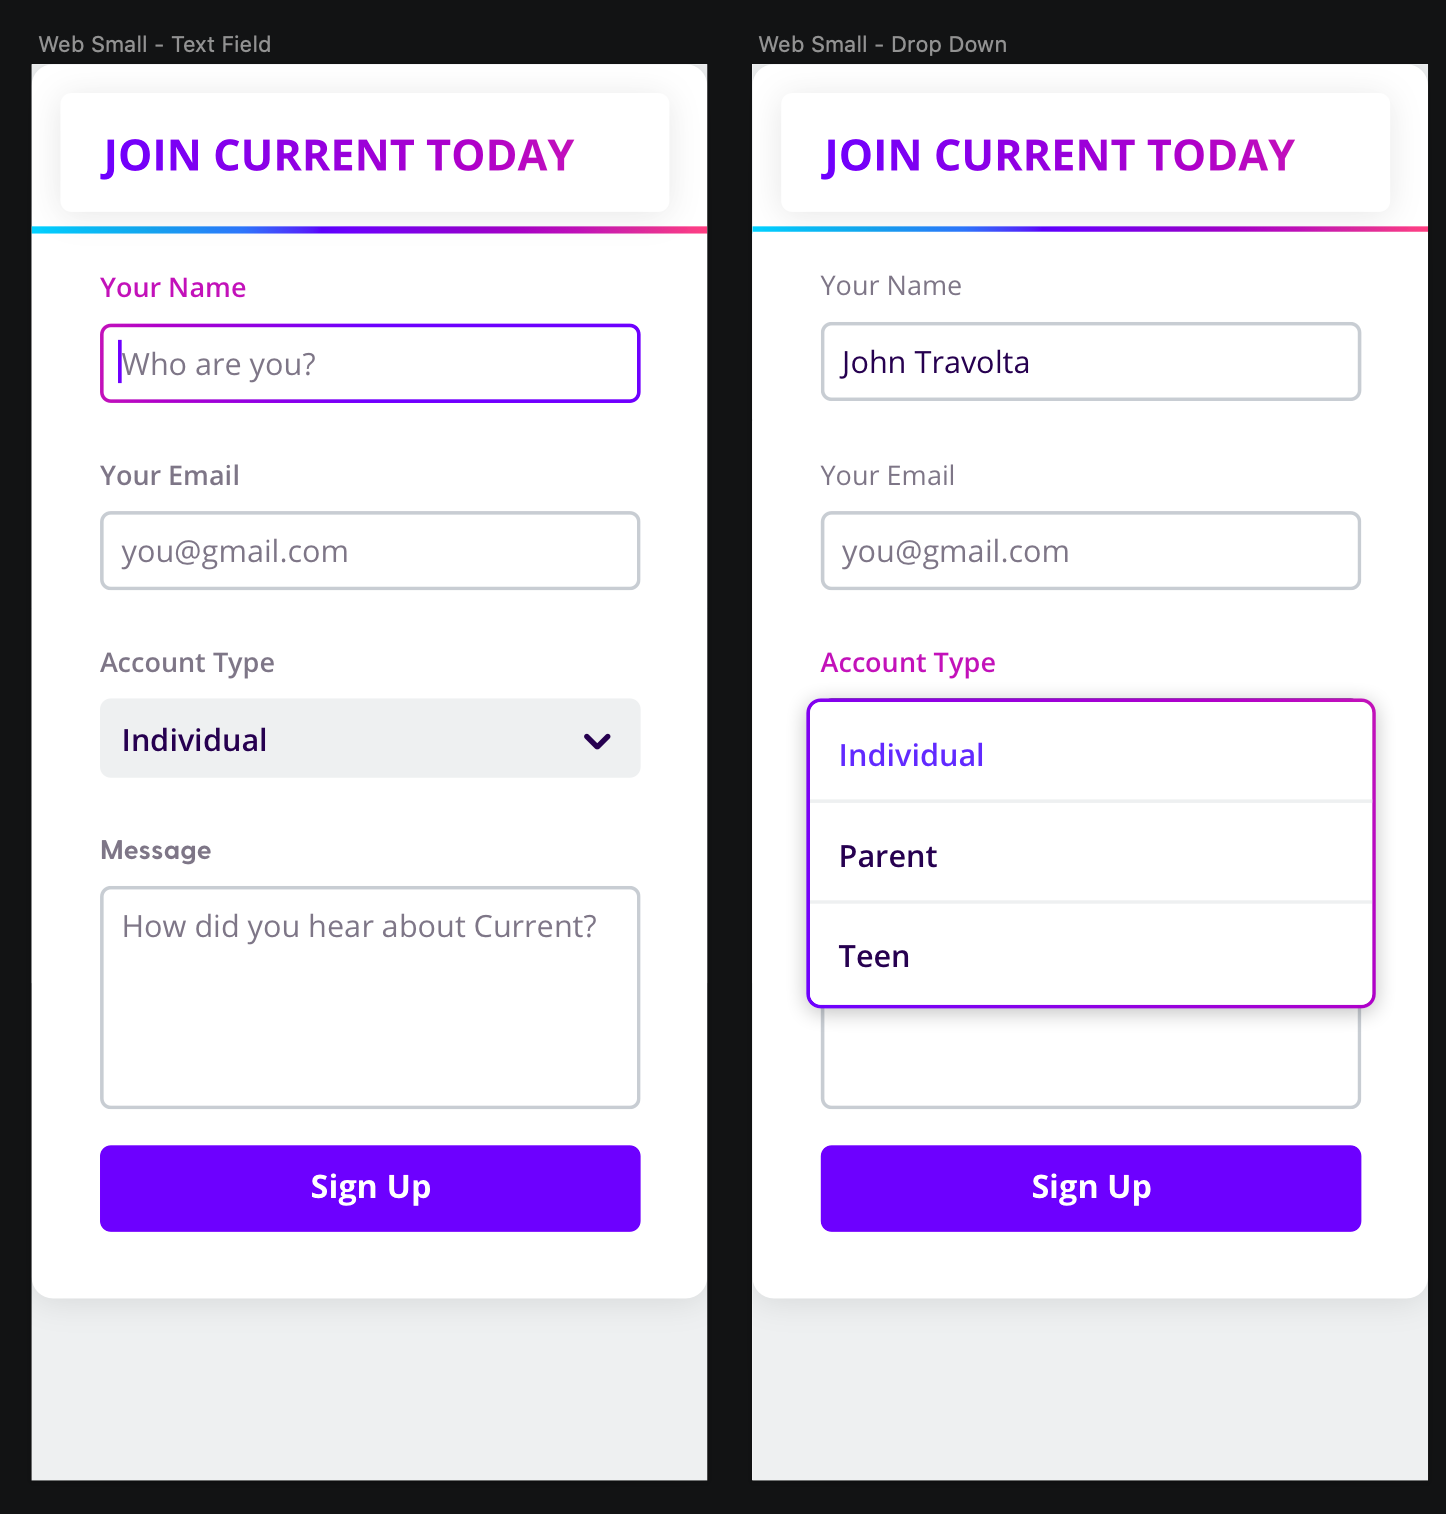 Web Small - Text Field
JOIN CURRENT TODAY
Your Name
Who are you?
Your Email
you@gmail.com
Account Type
Individual
Message
How did you hear about Current?
Sign Up
Web Small - Drop Down
JOIN CURRENT TODAY
Your Name
John Travolta
Your Email
you@gmail.com
Account Type
Individual
Parent
Teen
Sign Up